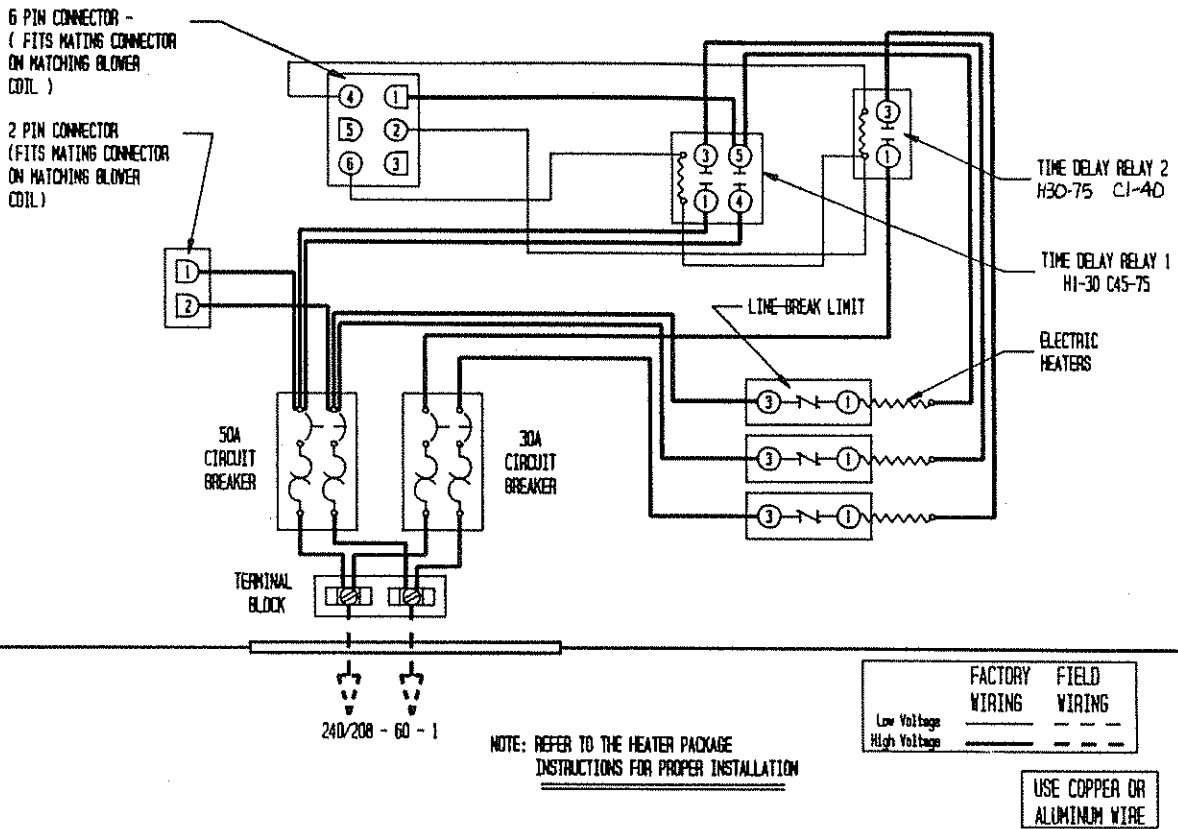 6 PIN CONNECTOR -
( FITS MATING CONNECTOR
ON MATCHING BLOWER
COIL )
2 PIN CONNECTOR
(FITS MATING CONNECTOR
ON MATCHING BLOWER
COIL)
4 1
5 2
6 3
3 5
1 4
3
1
TIME DELAY RELAY 2
H30-75 C1-40
TIME DELAY RELAY 1
H1-30 C45-75
1
2
LINE BREAK LIMIT
ELECTRIC
HEATERS
3 1
3 1
3 1
50A
CIRCUIT
BREAKER
30A
CIRCUIT
BREAKER
TERMINAL
BLOCK
240/208 - 60 - 1
NOTE: REFER TO THE HEATER PACKAGE
INSTRUCTIONS FOR PROPER INSTALLATION
FACTORY FIELD
WIRING WIRING
Low Voltage
High Voltage
USE COPPER OR
ALUMINUM WIRE